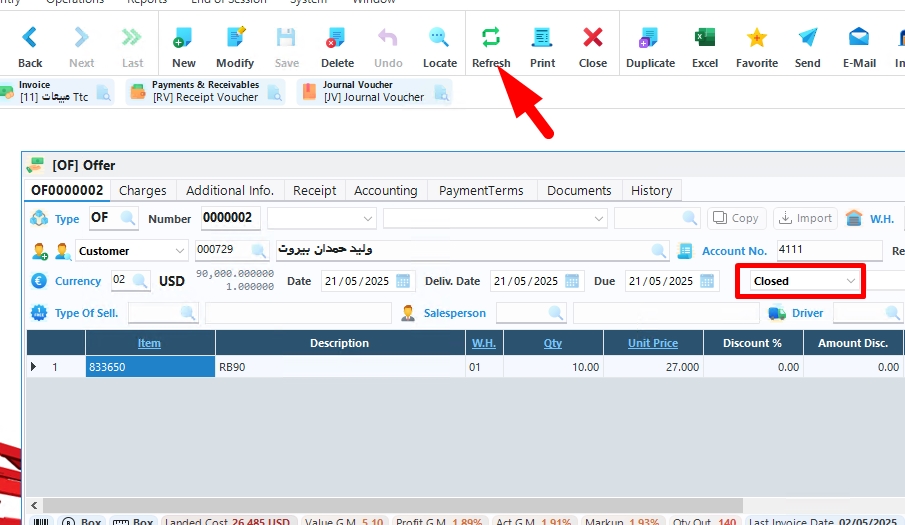 Operations Reports End of Session System Window
Back Next Last New Modify Save Delete Undo Locate Refresh Print Close Duplicate Excel Favorite Send E-Mail
Invoice Payments & Receivables Journal Voucher
[11] مبيعات Ttc [RV] Receipt Voucher [JV] Journal Voucher
[OF] Offer
OF0000002 Charges Additional Info. Receipt Accounting PaymentTerms Documents History
Type OF Number 0000002 Copy Import W.H.
Customer 000729 وليد حمدان بيروت Account No. 4111 Re
90,000.000000
Currency 02 USD Date 21/05/2025 Deliv. Date 21/05/2025 Due 21/05/2025 Closed
1.000000
Type Of Sell. Salesperson Driver
Item Description W.H. Qty Unit Price Discount % Amount Disc.
1 833650 RB90 01 10.00 27.000 0.00 0.00
Box Box Landed Cost 26.485 USD Value G.M. 5.10 Profit G.M. 1.89% Act G.M. 1.91% Markup 1.93% Qty Out 140 Last Invoice Date 02/05/2025